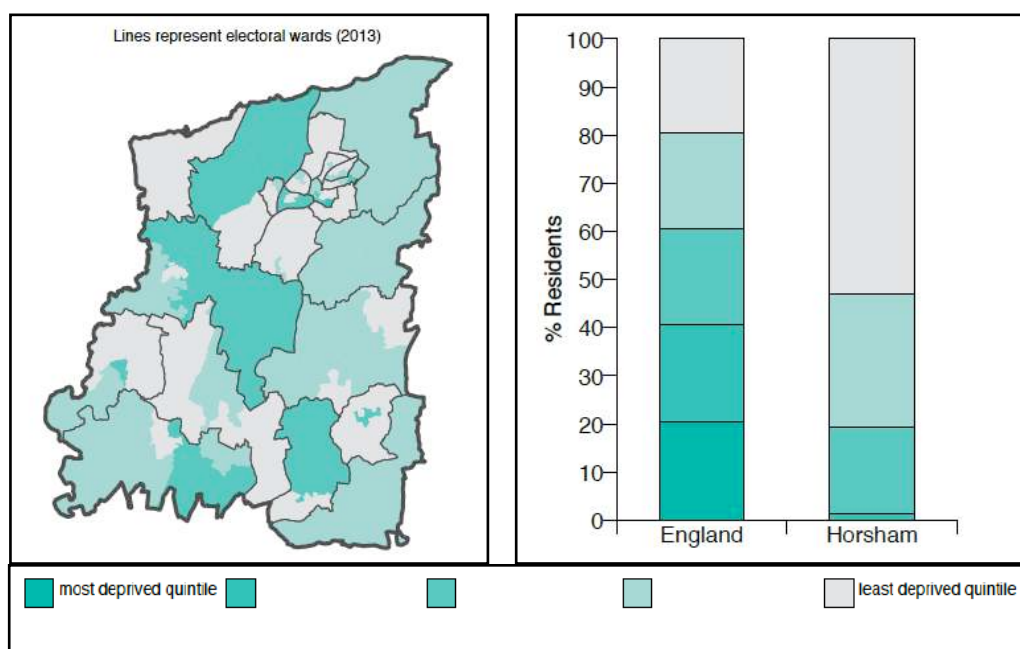 Lines represent electoral wards (2013)
% Residents
100
90
80
70
60
50
40
30
20
10
0
England Horsham
most deprived quintile least deprived quintile